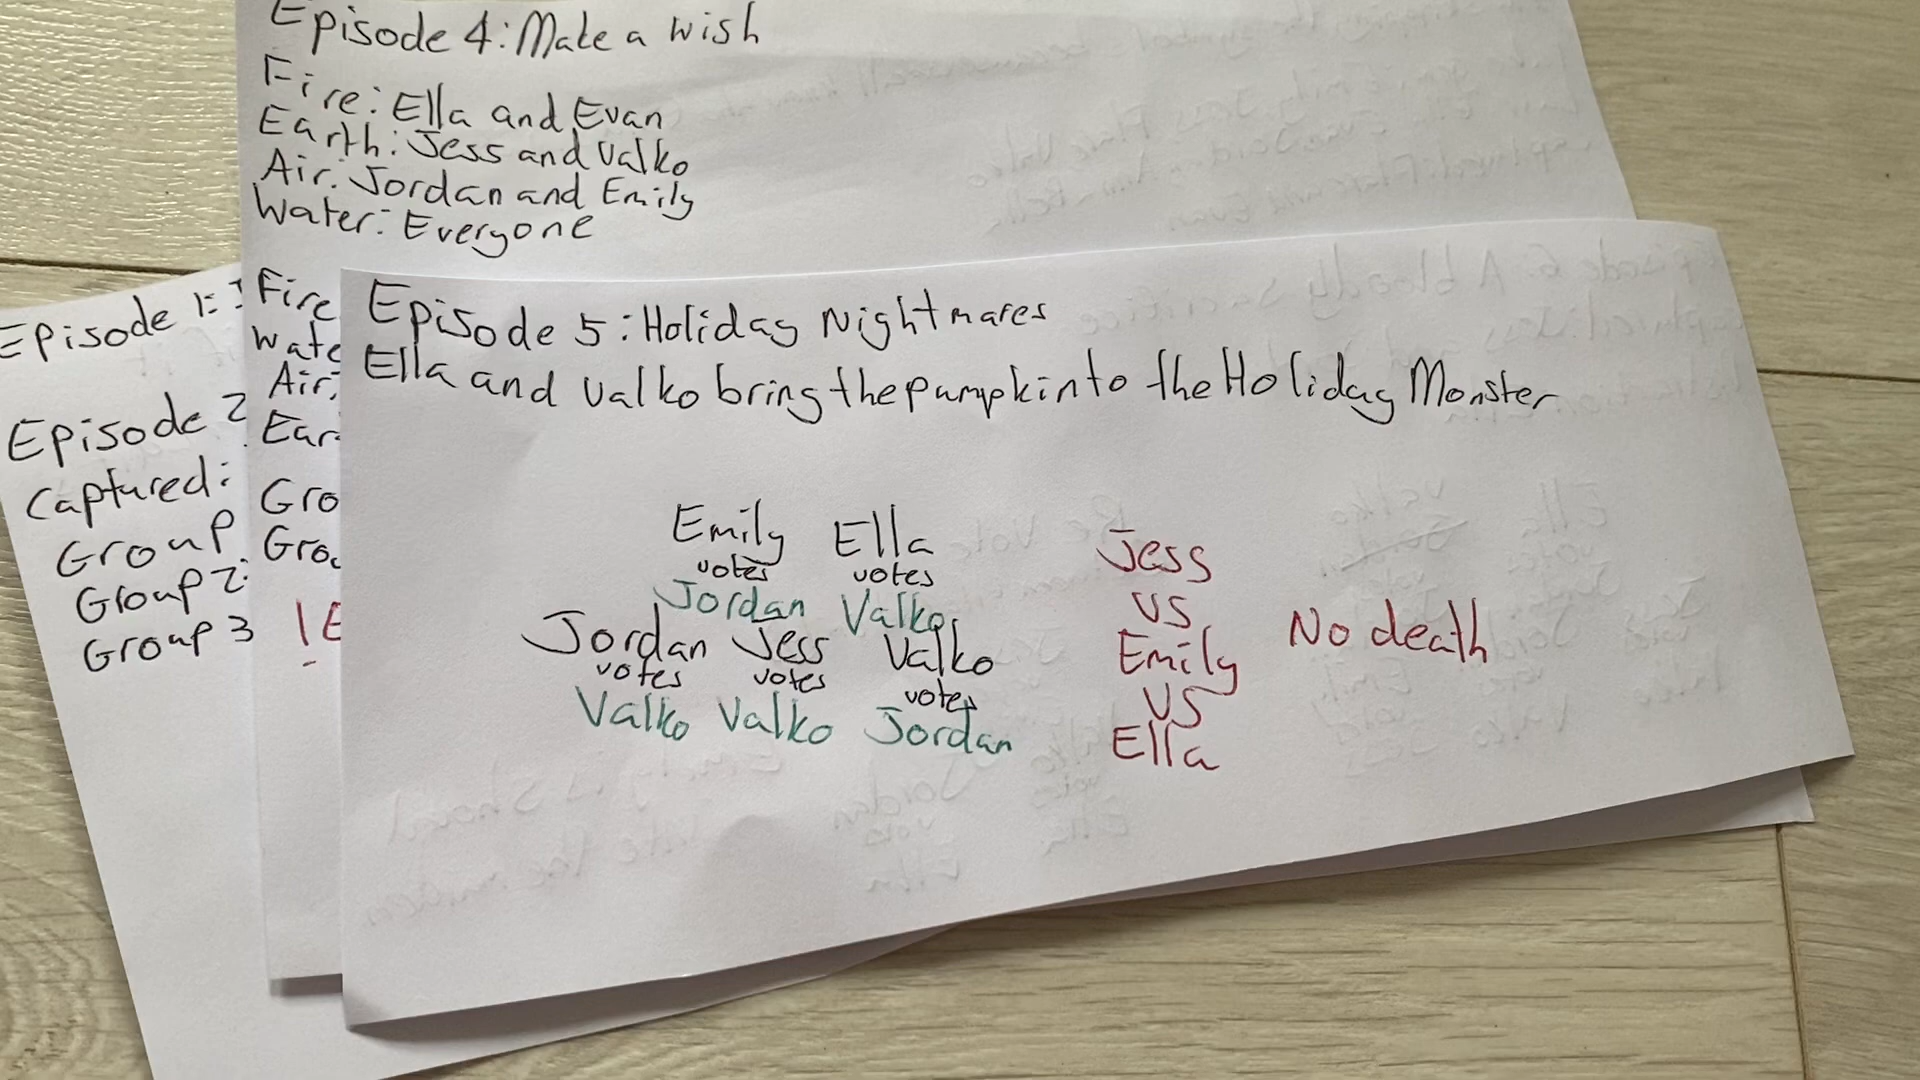 Episode 4: Make a wish
Fire: Ella and Evan
Earth: Jess and Valko
Air: Jordan and Emily
Water: Everyone
Fire
Wate
Air:
Ear
Gro
Gro
! E
Episode 1:
Episode 2
Captured:
Group
Group 2:
Group 3
Episode 5: Holiday Nightmares
Ella and Valko bring the pumpkin to the Holiday Monster
Emily Ella
votes votes
Jordan Valko
Jordan Jess Valko
votes votes votes
Valko Valko Jordan
Jess
VS
Emily
VS
Ella
No death